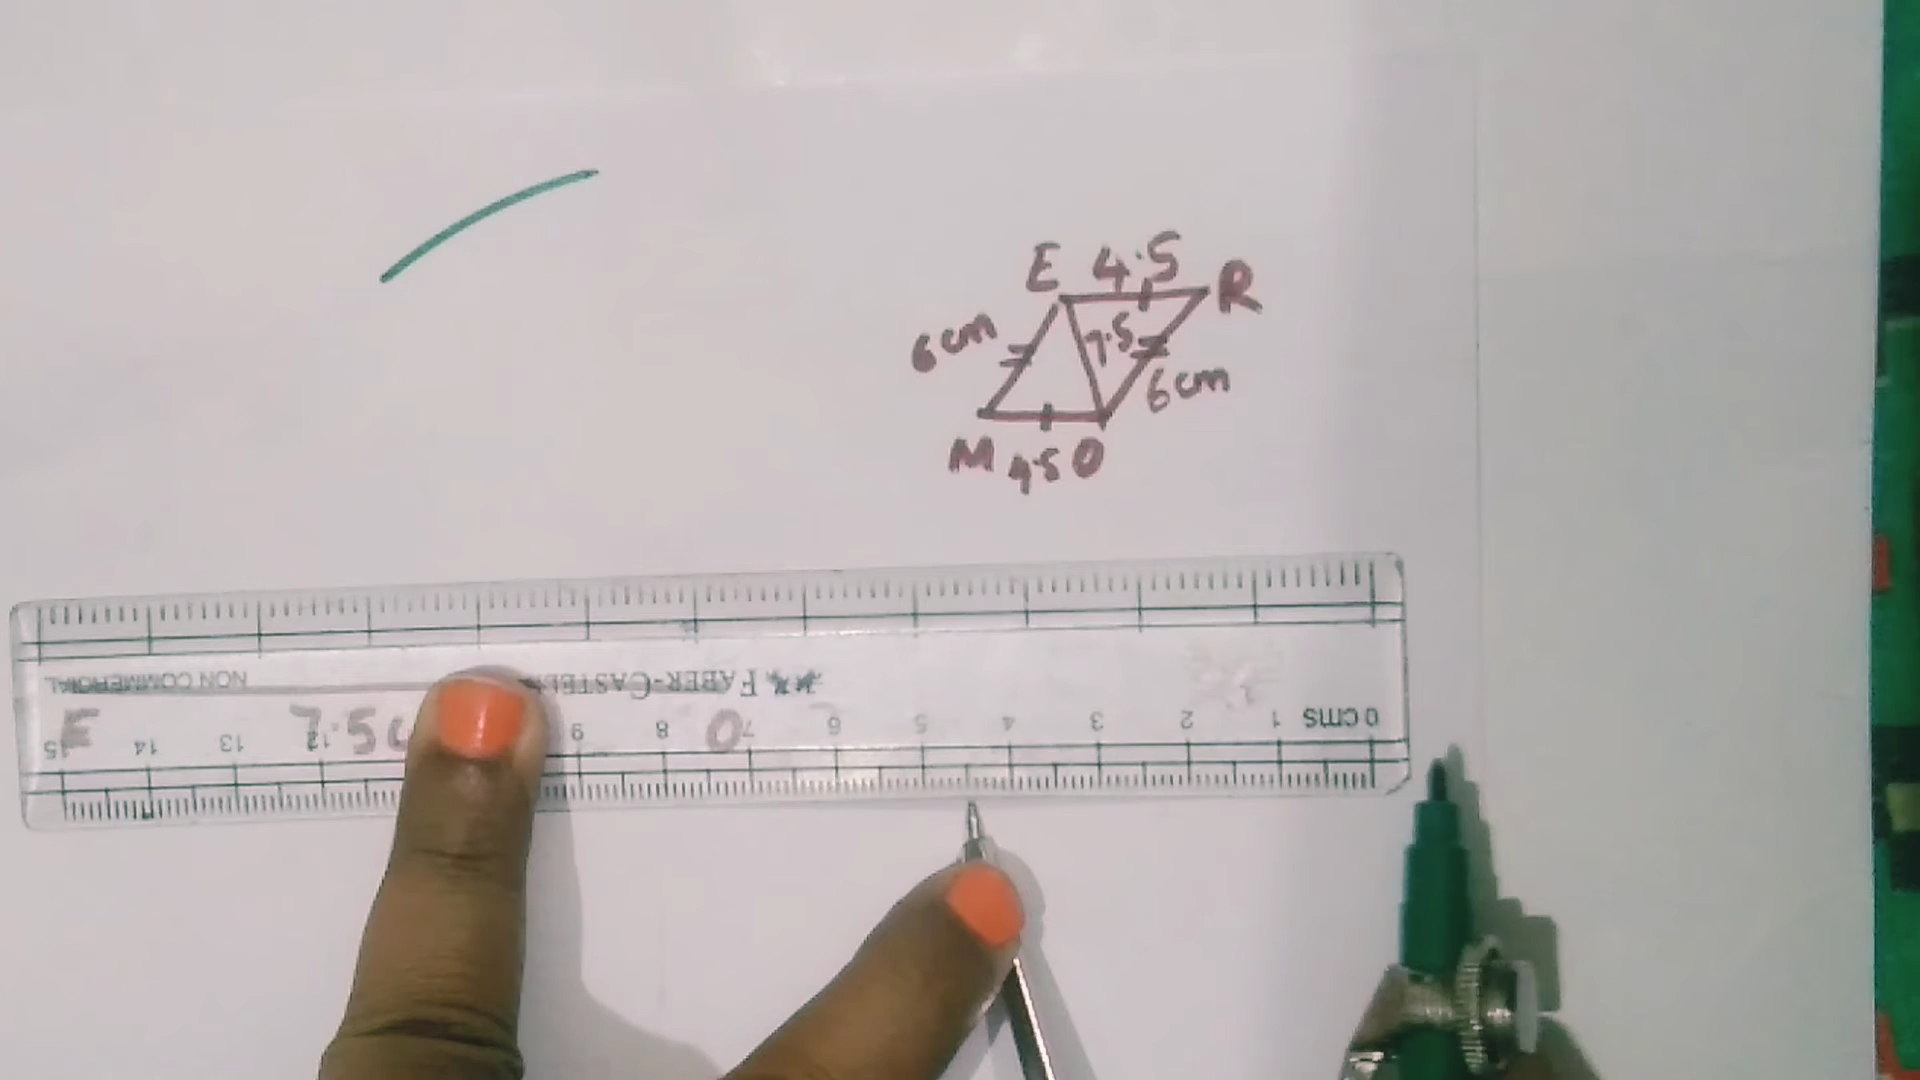 E 4.5 R
6cm 7.5 6cm
M 4.5 O
NON COMMERCIAL FABER-CASTELL
E 7.5c O
15 14 13 12 9 8 7 6 5 4 3 2 1 0 cms